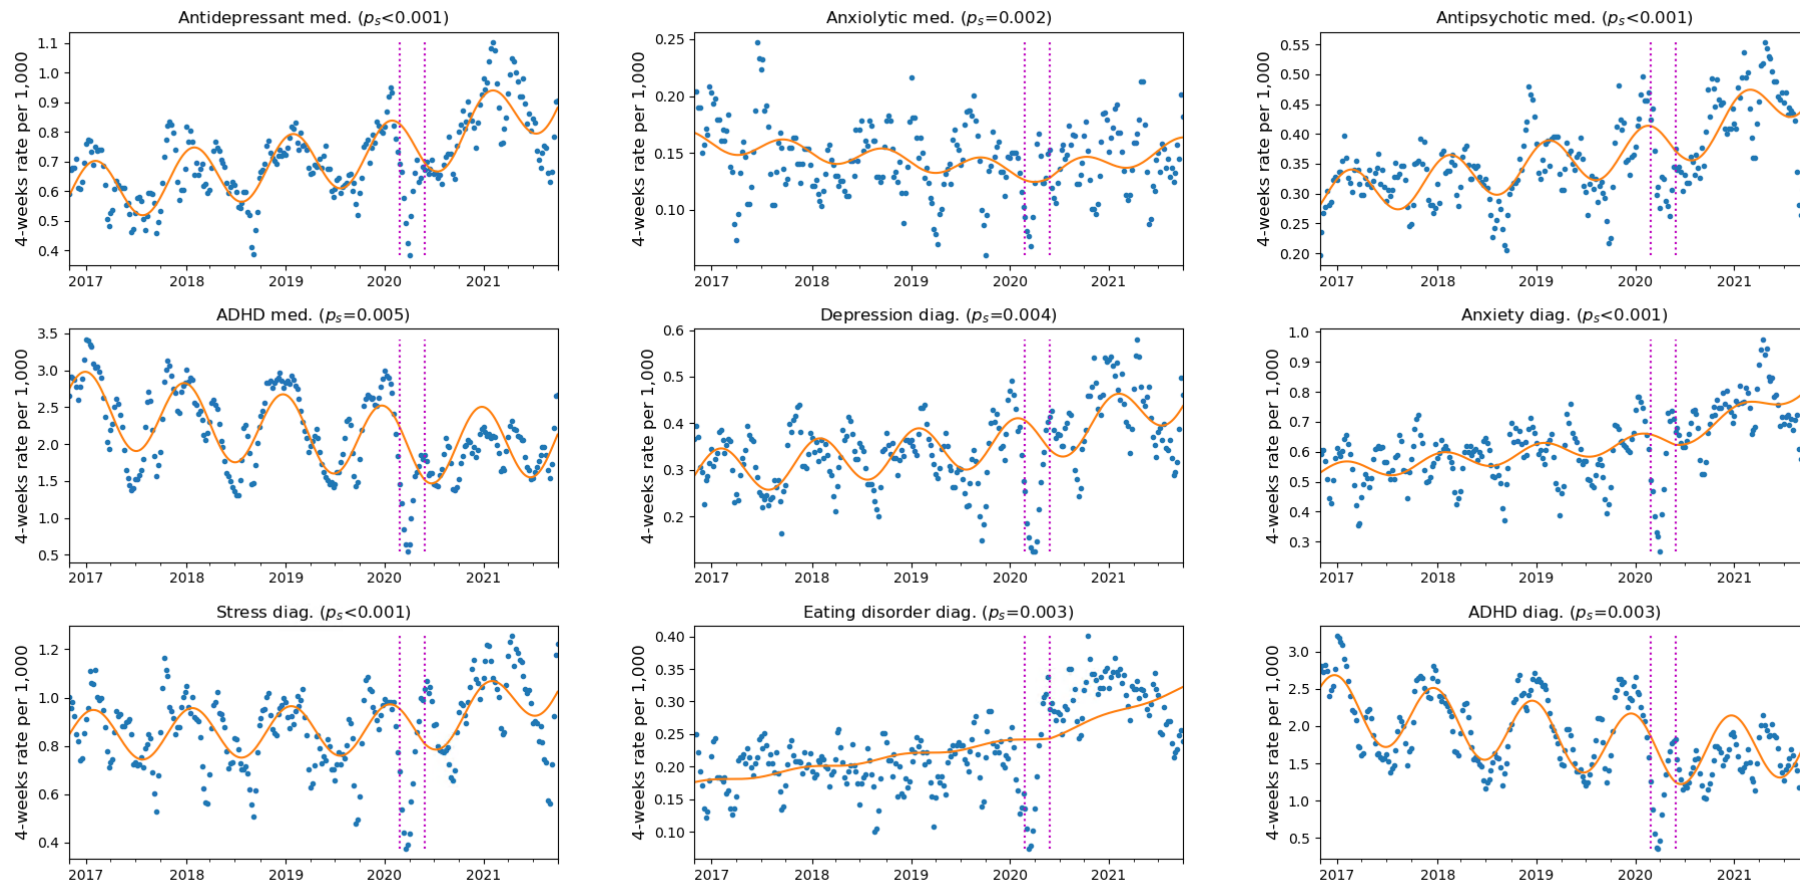 Antidepressant med. (pₛ<0.001)
4-weeks rate per 1,000
1.1
1.0
0.9
0.8
0.7
0.6
0.5
0.4
2017 2018 2019 2020 2021
Anxiolytic med. (pₛ=0.002)
4-weeks rate per 1,000
0.25
0.20
0.15
0.10
2017 2018 2019 2020 2021
Antipsychotic med. (pₛ<0.001)
4-weeks rate per 1,000
0.55
0.50
0.45
0.40
0.35
0.30
0.25
0.20
2017 2018 2019 2020 2021
ADHD med. (pₛ=0.005)
4-weeks rate per 1,000
3.5
3.0
2.5
2.0
1.5
1.0
0.5
2017 2018 2019 2020 2021
Depression diag. (pₛ=0.004)
4-weeks rate per 1,000
0.6
0.5
0.4
0.3
0.2
2017 2018 2019 2020 2021
Anxiety diag. (pₛ<0.001)
4-weeks rate per 1,000
1.0
0.9
0.8
0.7
0.6
0.5
0.4
0.3
2017 2018 2019 2020 2021
Stress diag. (pₛ<0.001)
4-weeks rate per 1,000
1.2
1.0
0.8
0.6
0.4
2017 2018 2019 2020 2021
Eating disorder diag. (pₛ=0.003)
4-weeks rate per 1,000
0.40
0.35
0.30
0.25
0.20
0.15
0.10
2017 2018 2019 2020 2021
ADHD diag. (pₛ=0.003)
4-weeks rate per 1,000
3.0
2.5
2.0
1.5
1.0
0.5
2017 2018 2019 2020 2021